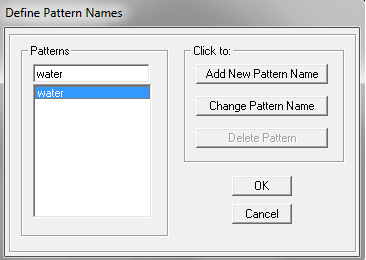 Define Pattern Names
Patterns
water
water
Click to:
Add New Pattern Name
Change Pattern Name
Delete Pattern
OK
Cancel